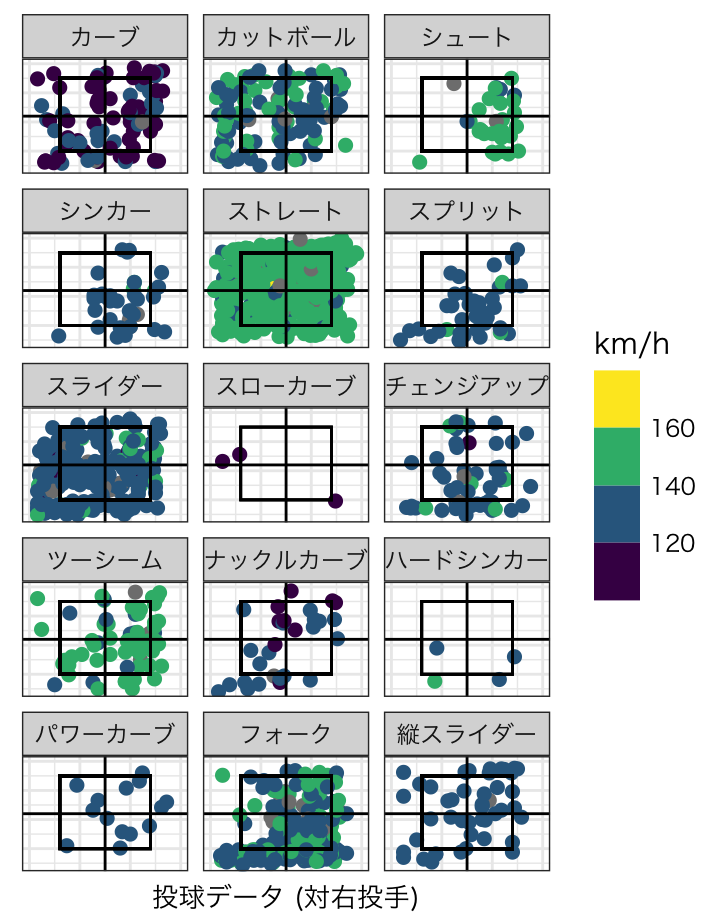 カーブ
カットボール
シュート
シンカー
ストレート
スプリット
スライダー
スローカーブ
チェンジアップ
ツーシーム
ナックルカーブ
ハードシンカー
パワーカーブ
フォーク
縦スライダー
km/h
160
140
120
投球データ (対右投手)